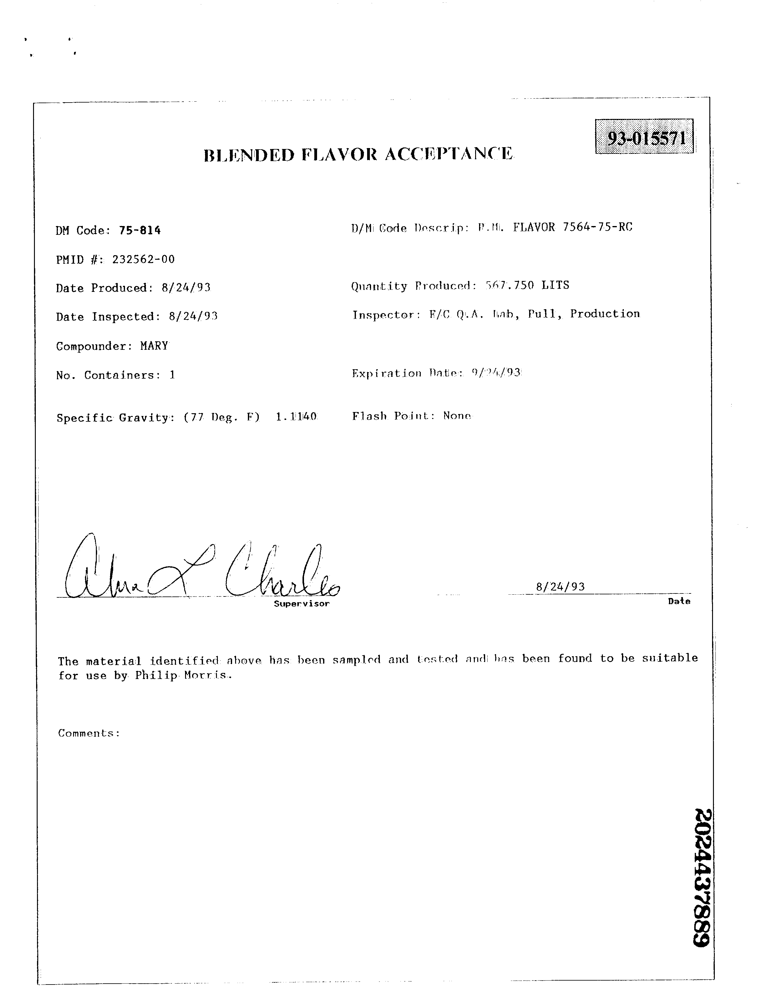 93-015571
BLENDED FLAVOR ACCEPTANCE
DM Code: 75-814 D/M Code Descrip: P.M. FLAVOR 7564-75-RC
PMID #: 232562-00
Date Produced: 8/24/93 Quantity Produced: 567.750 LITS
Date Inspected: 8/24/93 Inspector: F/C Q.A. Lab, Pull, Production
Compounder: MARY
No. Containers: 1 Expiration Date: 9/24/93
Specific Gravity: (77 Deg. F) 1.1140 Flash Point: None
L Charles 8/24/93
Supervisor Date
The material identified above has been sampled and tested and has been found to be suitable
for use by Philip Morris.
Comments:
2024437889